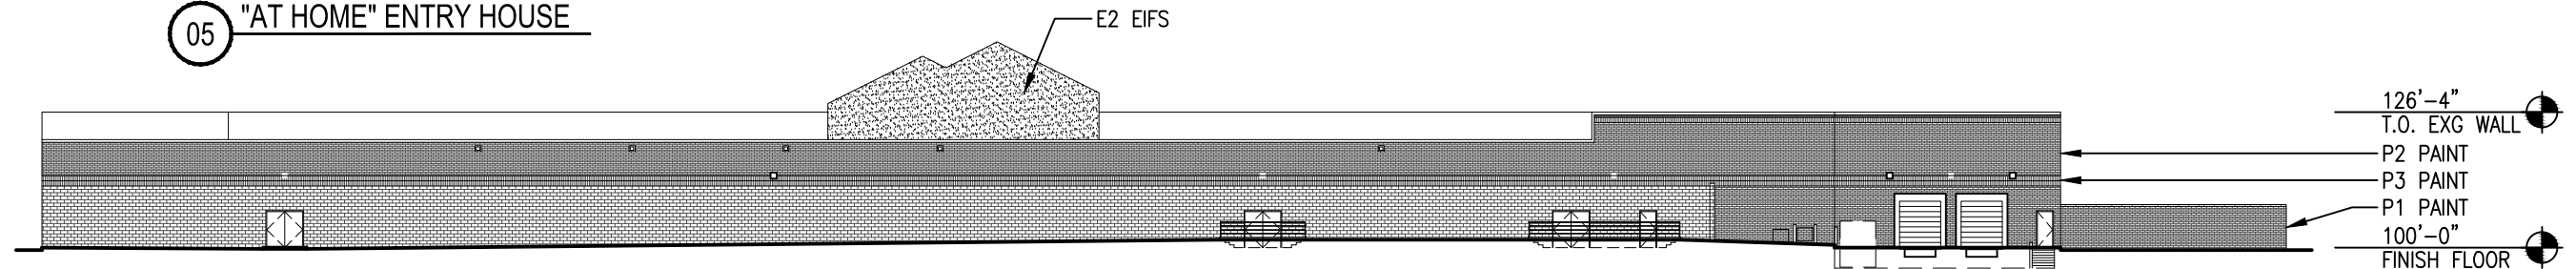 05
"AT HOME" ENTRY HOUSE
E2 EIFS
126'-4"
T.O. EXG WALL
P2 PAINT
P3 PAINT
P1 PAINT
100'-0"
FINISH FLOOR